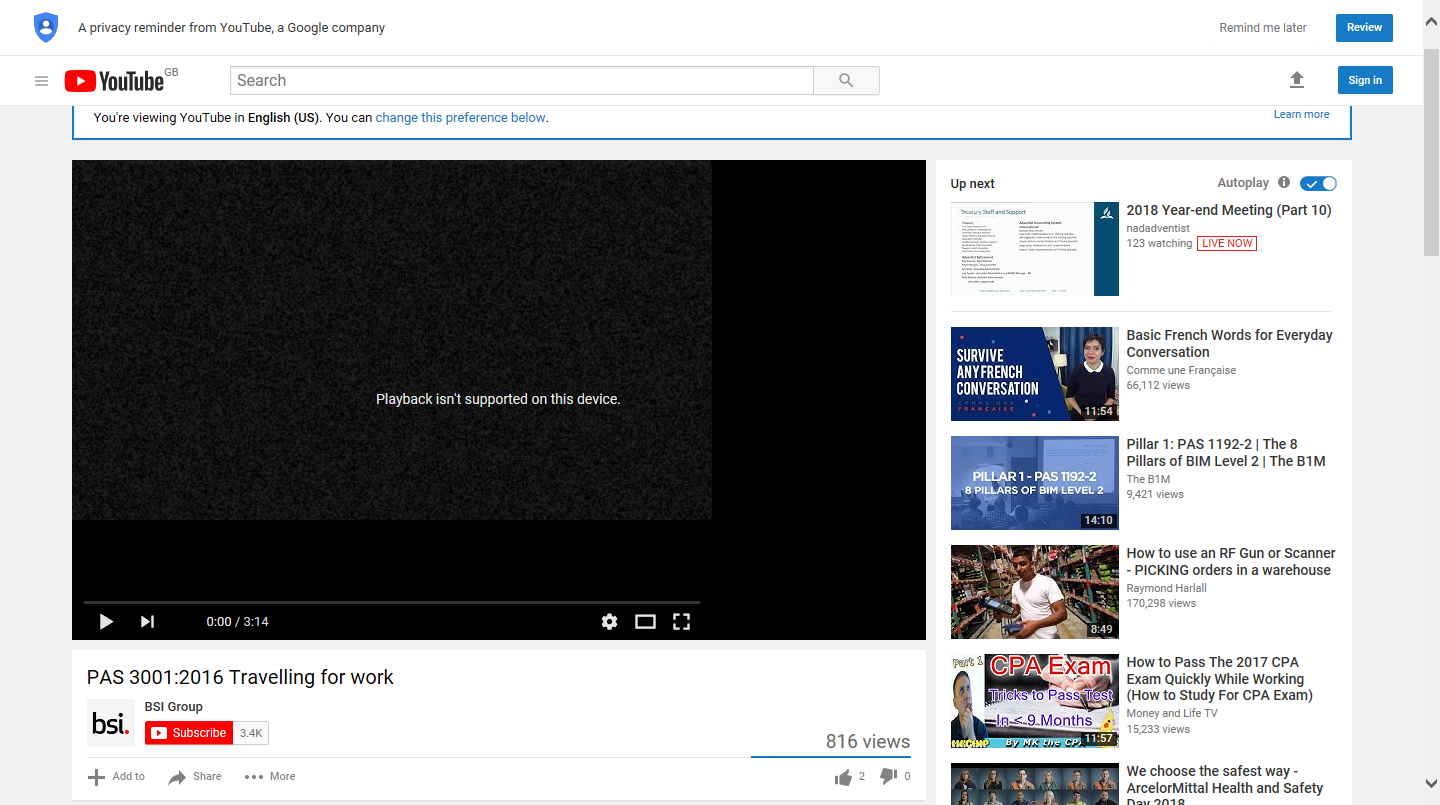 A privacy reminder from YouTube, a Google company
Remind me later
Review
YouTube GB
Search
Sign in
You're viewing YouTube in English (US). You can change this preference below.
Learn more
Playback isn't supported on this device.
0:00 / 3:14
PAS 3001:2016 Travelling for work
bsi.
BSI Group
Subscribe
3.4K
816 views
Add to
Share
More
2
0
Up next
Autoplay
Treasury Staff and Support
2018 Year-end Meeting (Part 10)
nadadventist
123 watching
LIVE NOW
SURVIVE
ANY FRENCH
CONVERSATION
COMME UNE
FRANÇAISE
11:54
Basic French Words for Everyday
Conversation
Comme une Française
66,112 views
PILLAR 1 - PAS 1192-2
8 PILLARS OF BIM LEVEL 2
14:10
Pillar 1: PAS 1192-2 | The 8
Pillars of BIM Level 2 | The B1M
The B1M
9,421 views
8:49
How to use an RF Gun or Scanner
- PICKING orders in a warehouse
Raymond Harlall
170,298 views
Part 1
CPA Exam
Tricks to Pass Test
In < 9 Months
By MK the CPA
11:57
How to Pass The 2017 CPA
Exam Quickly While Working
(How to Study For CPA Exam)
Money and Life TV
15,233 views
We choose the safest way -
ArcelorMittal Health and Safety
Day 2018